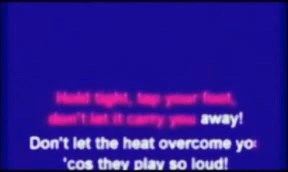 Hold tight, tap your foot,
don't let it carry you away!
Don't let the heat overcome yo
'cos they play so loud!